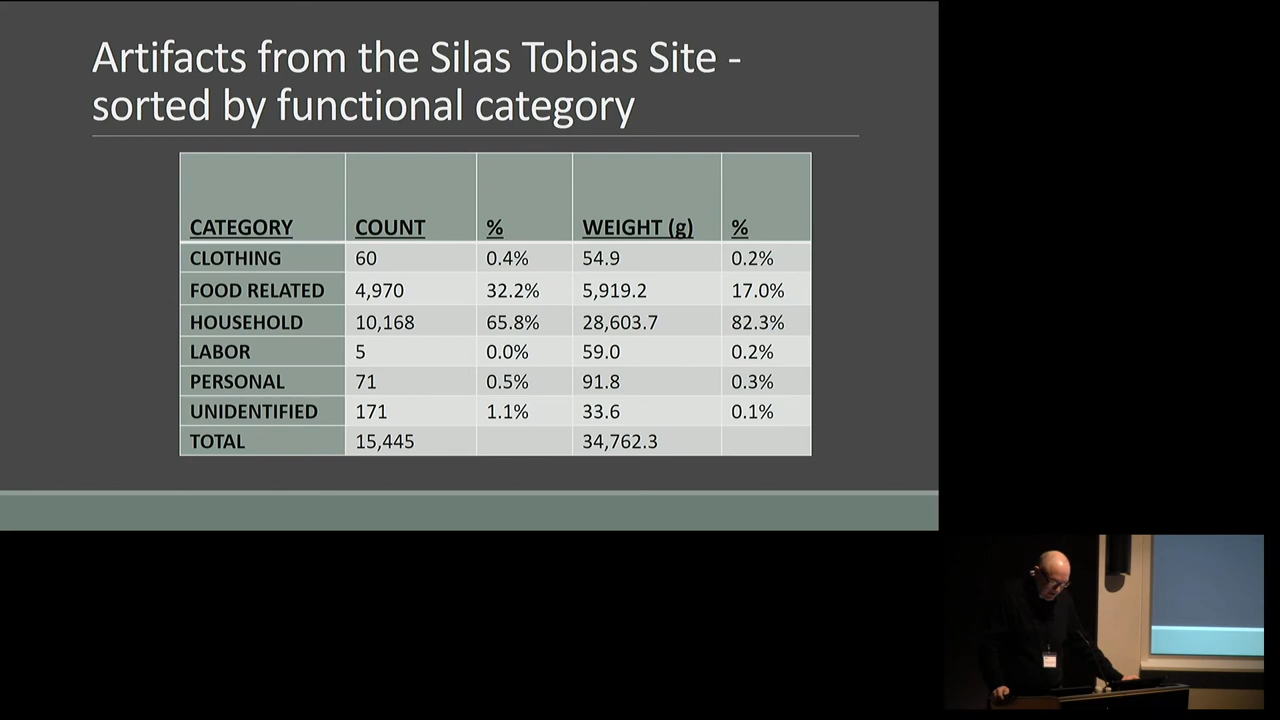 Artifacts from the Silas Tobias Site -
sorted by functional category
CATEGORY COUNT % WEIGHT (g) %
CLOTHING 60 0.4% 54.9 0.2%
FOOD RELATED 4,970 32.2% 5,919.2 17.0%
HOUSEHOLD 10,168 65.8% 28,603.7 82.3%
LABOR 5 0.0% 59.0 0.2%
PERSONAL 71 0.5% 91.8 0.3%
UNIDENTIFIED 171 1.1% 33.6 0.1%
TOTAL 15,445 34,762.3